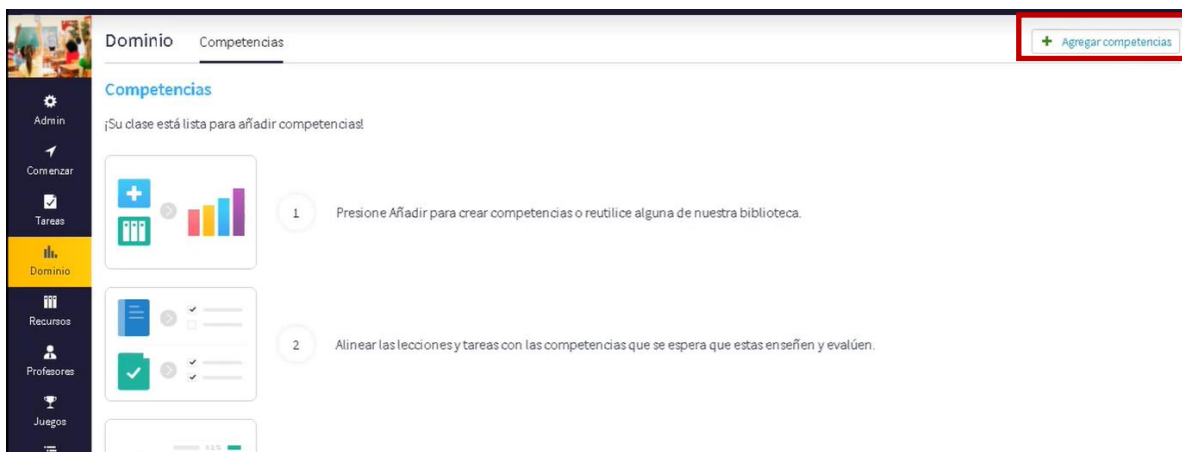 Dominio Competencias
+ Agregar competencias
Competencias
¡Su clase está lista para añadir competencias!
Admin
Comenzar
Tareas
Dominio
Recursos
Profesores
Juegos
1 Presione Añadir para crear competencias o reutilice alguna de nuestra biblioteca.
2 Alinear las lecciones y tareas con las competencias que se espera que estas enseñen y evalúen.